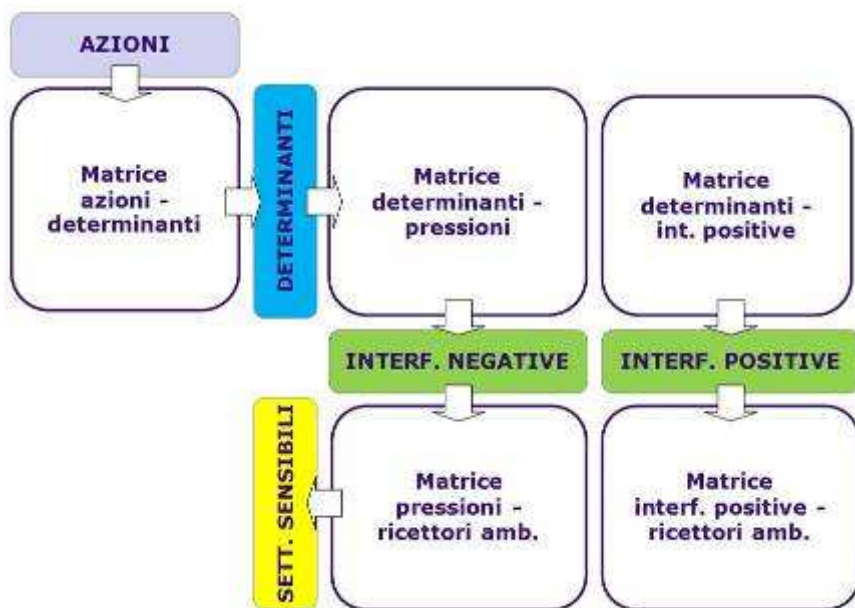 AZIONI
Matrice
azioni -
determinanti
DETERMINANTI
Matrice
determinanti -
pressioni
Matrice
determinanti -
int. positive
INTERF. NEGATIVE
INTERF. POSITIVE
SETT. SENSIBILI
Matrice
pressioni -
ricettori amb.
Matrice
interf. positive -
ricettori amb.